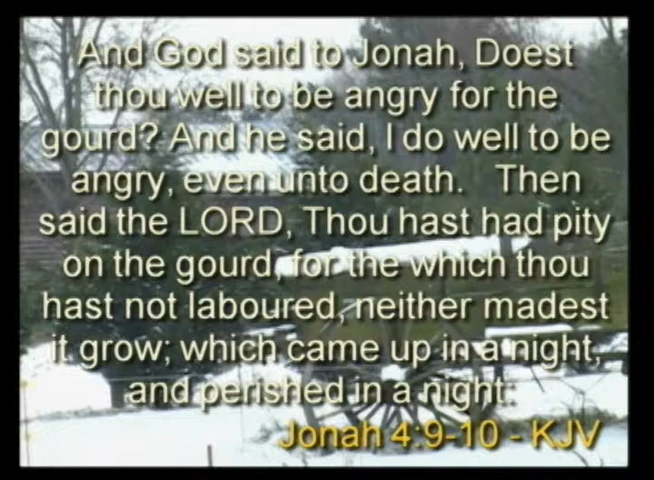 And God said to Jonah, Doest
thou well to be angry for the
gourd? And he said, I do well to be
angry, even unto death. Then
said the LORD, Thou hast had pity
on the gourd, for the which thou
hast not laboured, neither madest
it grow; which came up in a night,
and perished in a night:
Jonah 4:9-10 - KJV